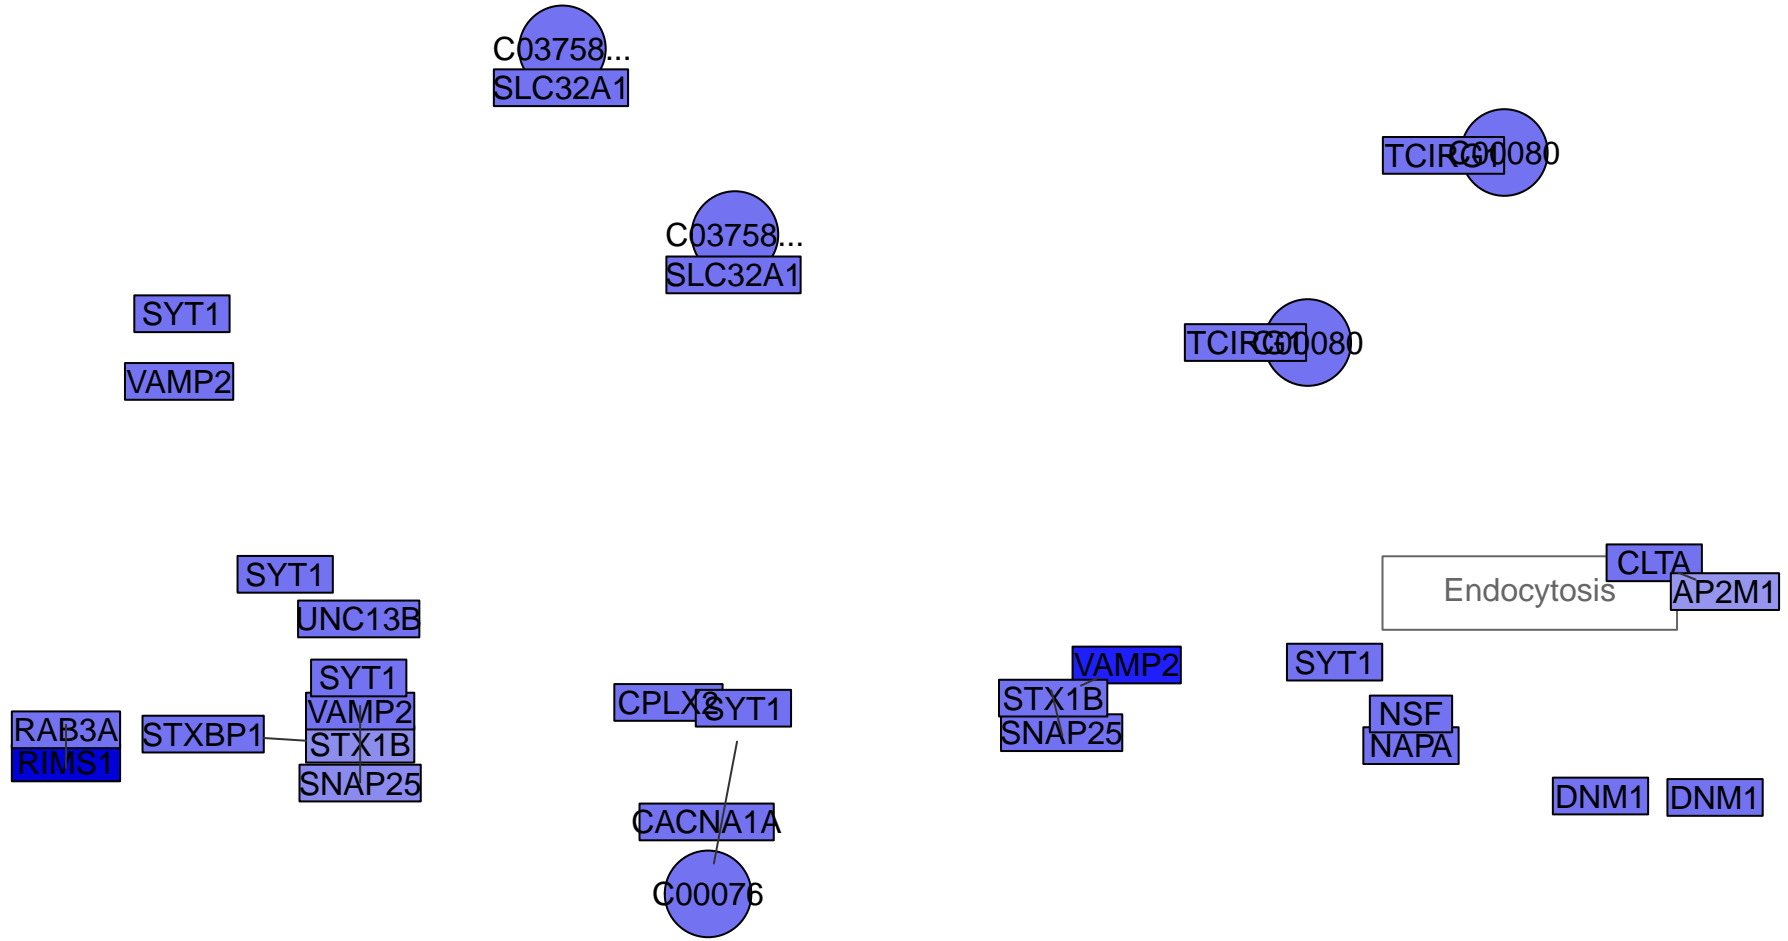 C03758...
SLC32A1
TCIRG1
C00080
C03758...
SLC32A1
SYT1
TCIRG1
C00080
VAMP2
SYT1
CLTA
Endocytosis
AP2M1
UNC13B
SYT1
VAMP2
SYT1
CPLX2
SYT1
STX1B
VAMP2
NSF
RAB3A
STXBP1
STX1B
SNAP25
NAPA
RIMS1
SNAP25
DNM1
DNM1
CACNA1A
C00076